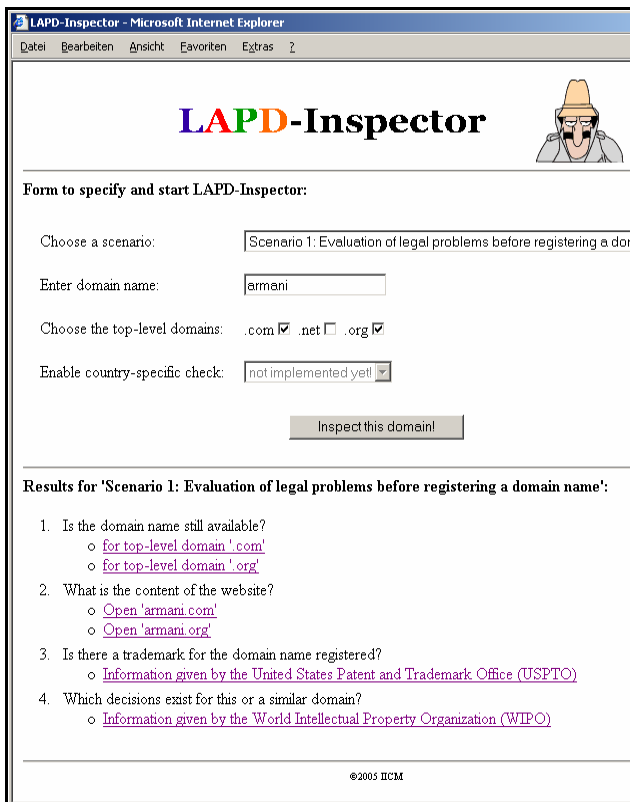 LAPD-Inspector - Microsoft Internet Explorer
Datei Bearbeiten Ansicht Favoriten Extras ?
LAPD-Inspector
Form to specify and start LAPD-Inspector:
Choose a scenario: Scenario 1: Evaluation of legal problems before registering a
Enter domain name: armani
Choose the top-level domains: .com .net .org
Enable country-specific check: not implemented yet!
Inspect this domain!
Results for 'Scenario 1: Evaluation of legal problems before registering a domain name':
1. Is the domain name still available?
o for top-level domain '.com'
o for top-level domain '.org'
2. What is the content of the website?
o Open 'armani.com'
o Open 'armani.org'
3. Is there a trademark for the domain name registered?
o Information given by the United States Patent and Trademark Office (USPTO)
4. Which decisions exist for this or a similar domain?
o Information given by the World Intellectual Property Organization (WIPO)
©2005 IICM